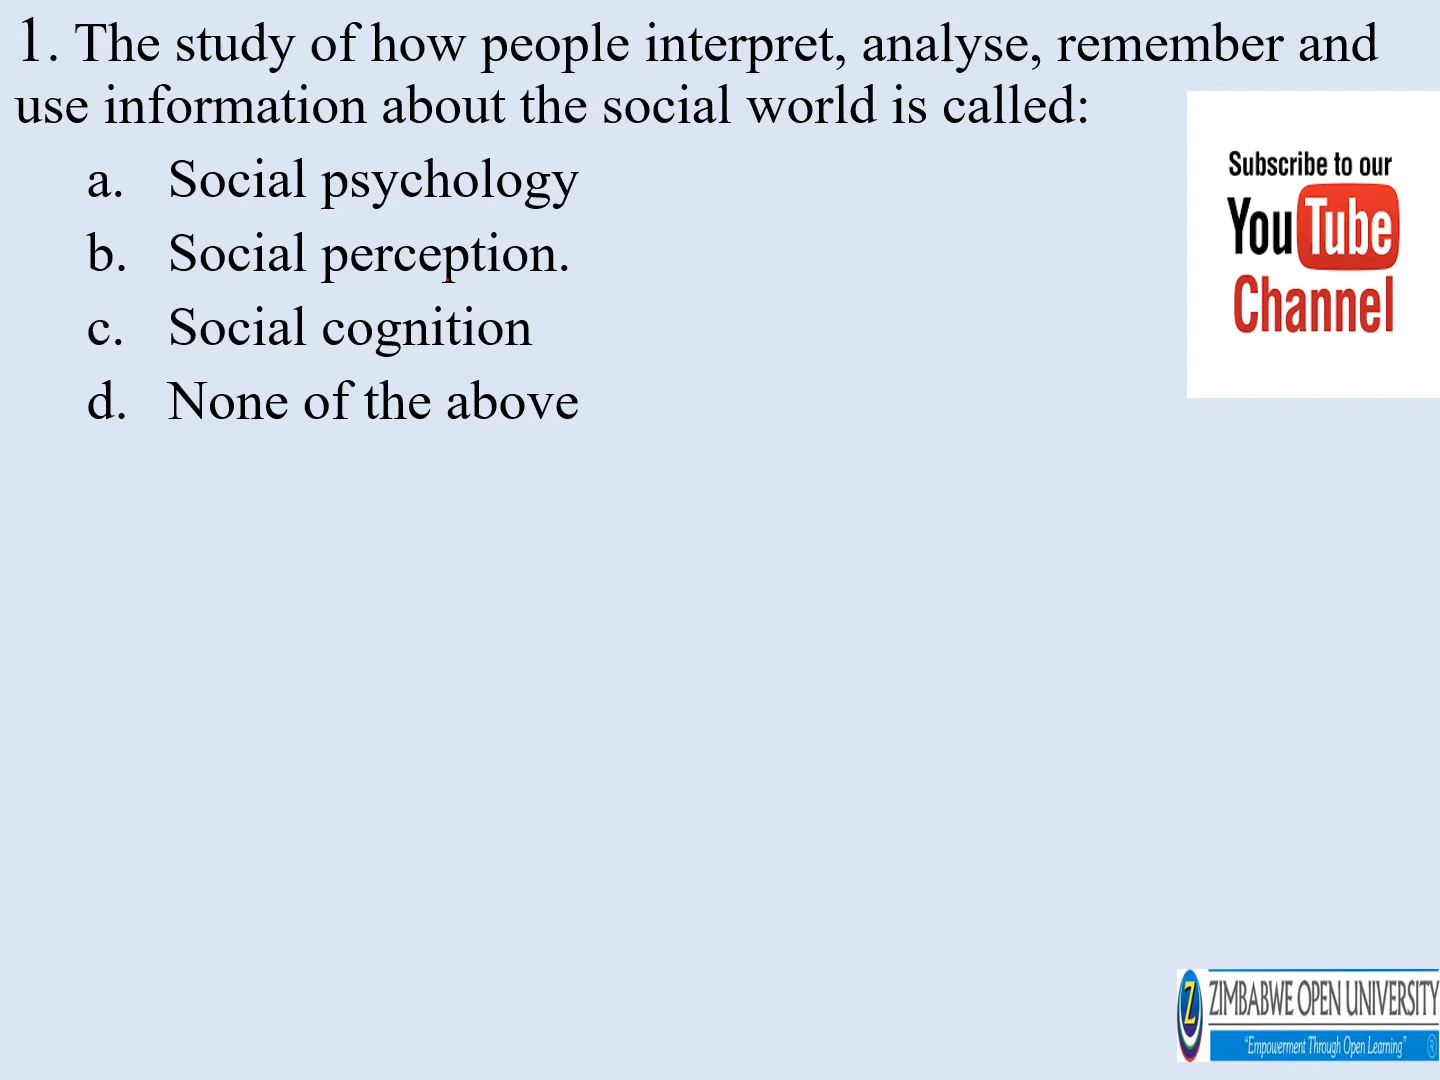 1. The study of how people interpret, analyse, remember and
use information about the social world is called:
a. Social psychology
b. Social perception.
c. Social cognition
d. None of the above
Subscribe to our
YouTube
Channel
Z ZIMBABWE OPEN UNIVERSITY
"Empowerment Through Open Learning" ®